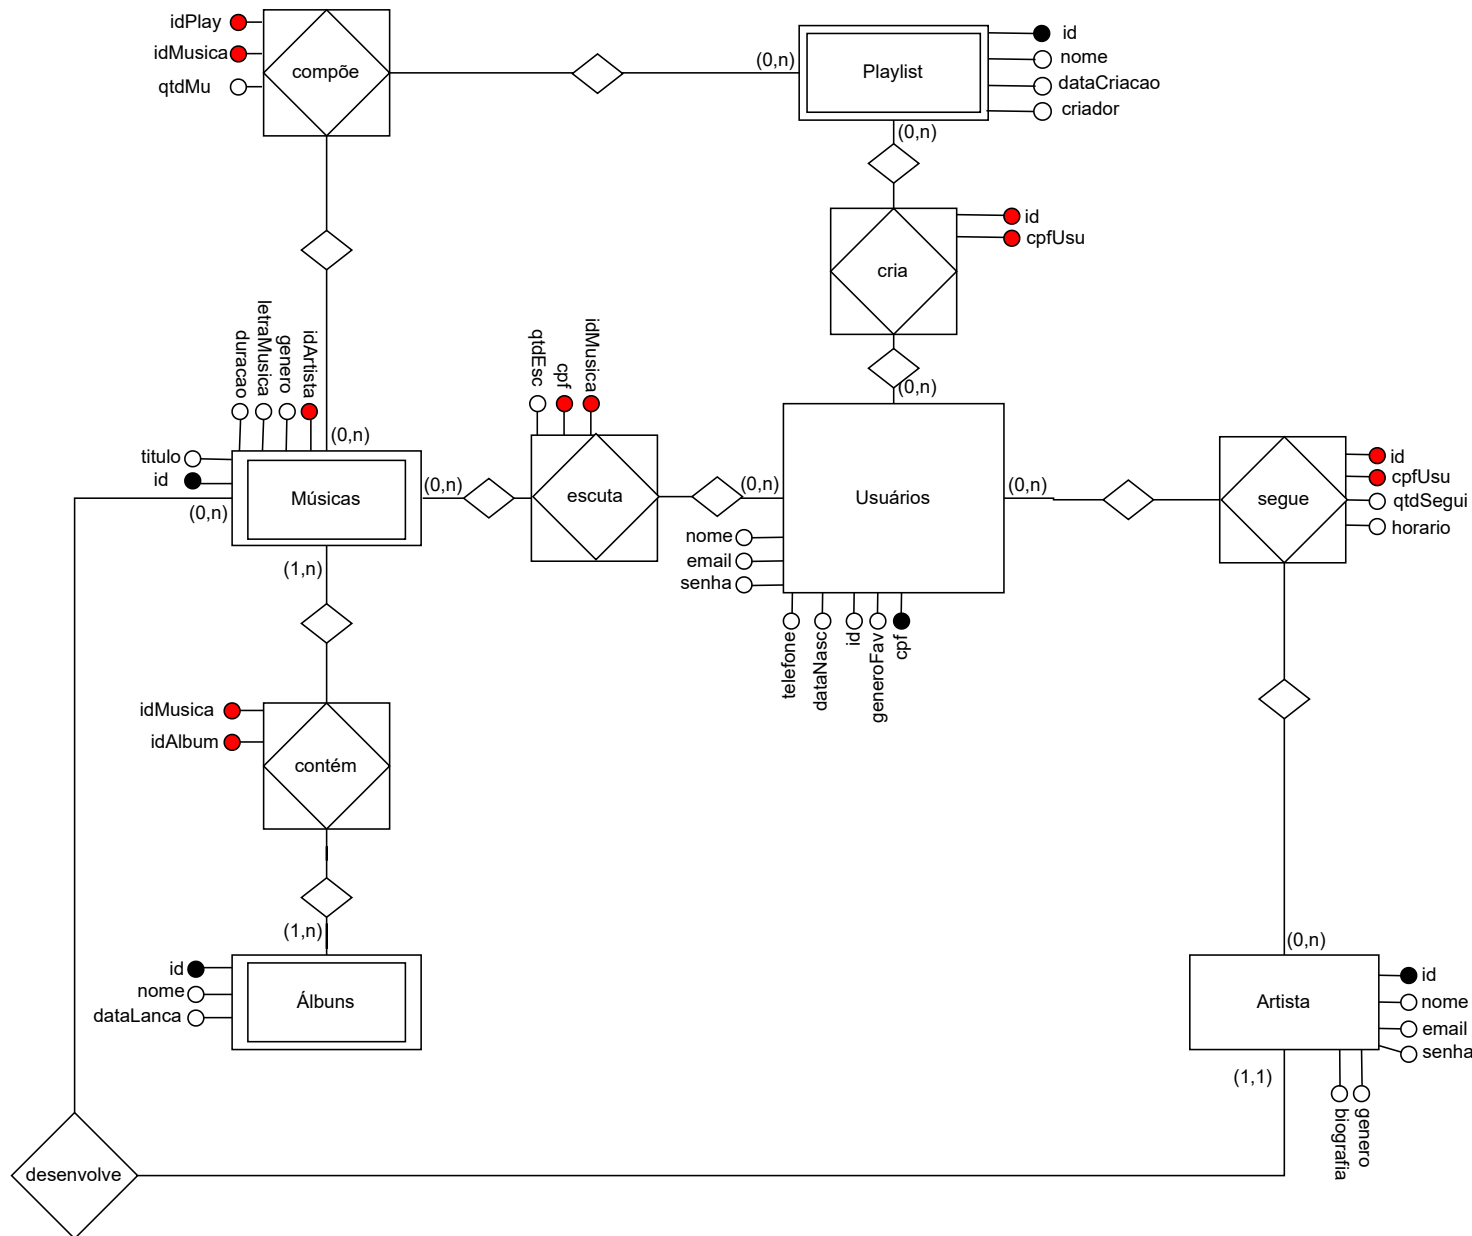 idPlay
idMusica
qtdMu
compõe
(0,n)
Playlist
id
nome
dataCriacao
criador
(0,n)
id
cpfUsu
cria
(0,n)
duracao
letraMusica
genero
idArtista
(0,n)
titulo
id
Músicas
(0,n)
(1,n)
(0,n)
qtdEsc
cpf
idMusica
escuta
(0,n)
Usuários
nome
email
senha
telefone
dataNasc
id
generoFav
cpf
(0,n)
segue
id
cpfUsu
qtdSegui
horario
idMusica
idAlbum
contém
(1,n)
id
nome
dataLanca
Álbuns
(0,n)
Artista
id
nome
email
senha
(1,1)
biografia
genero
desenvolve